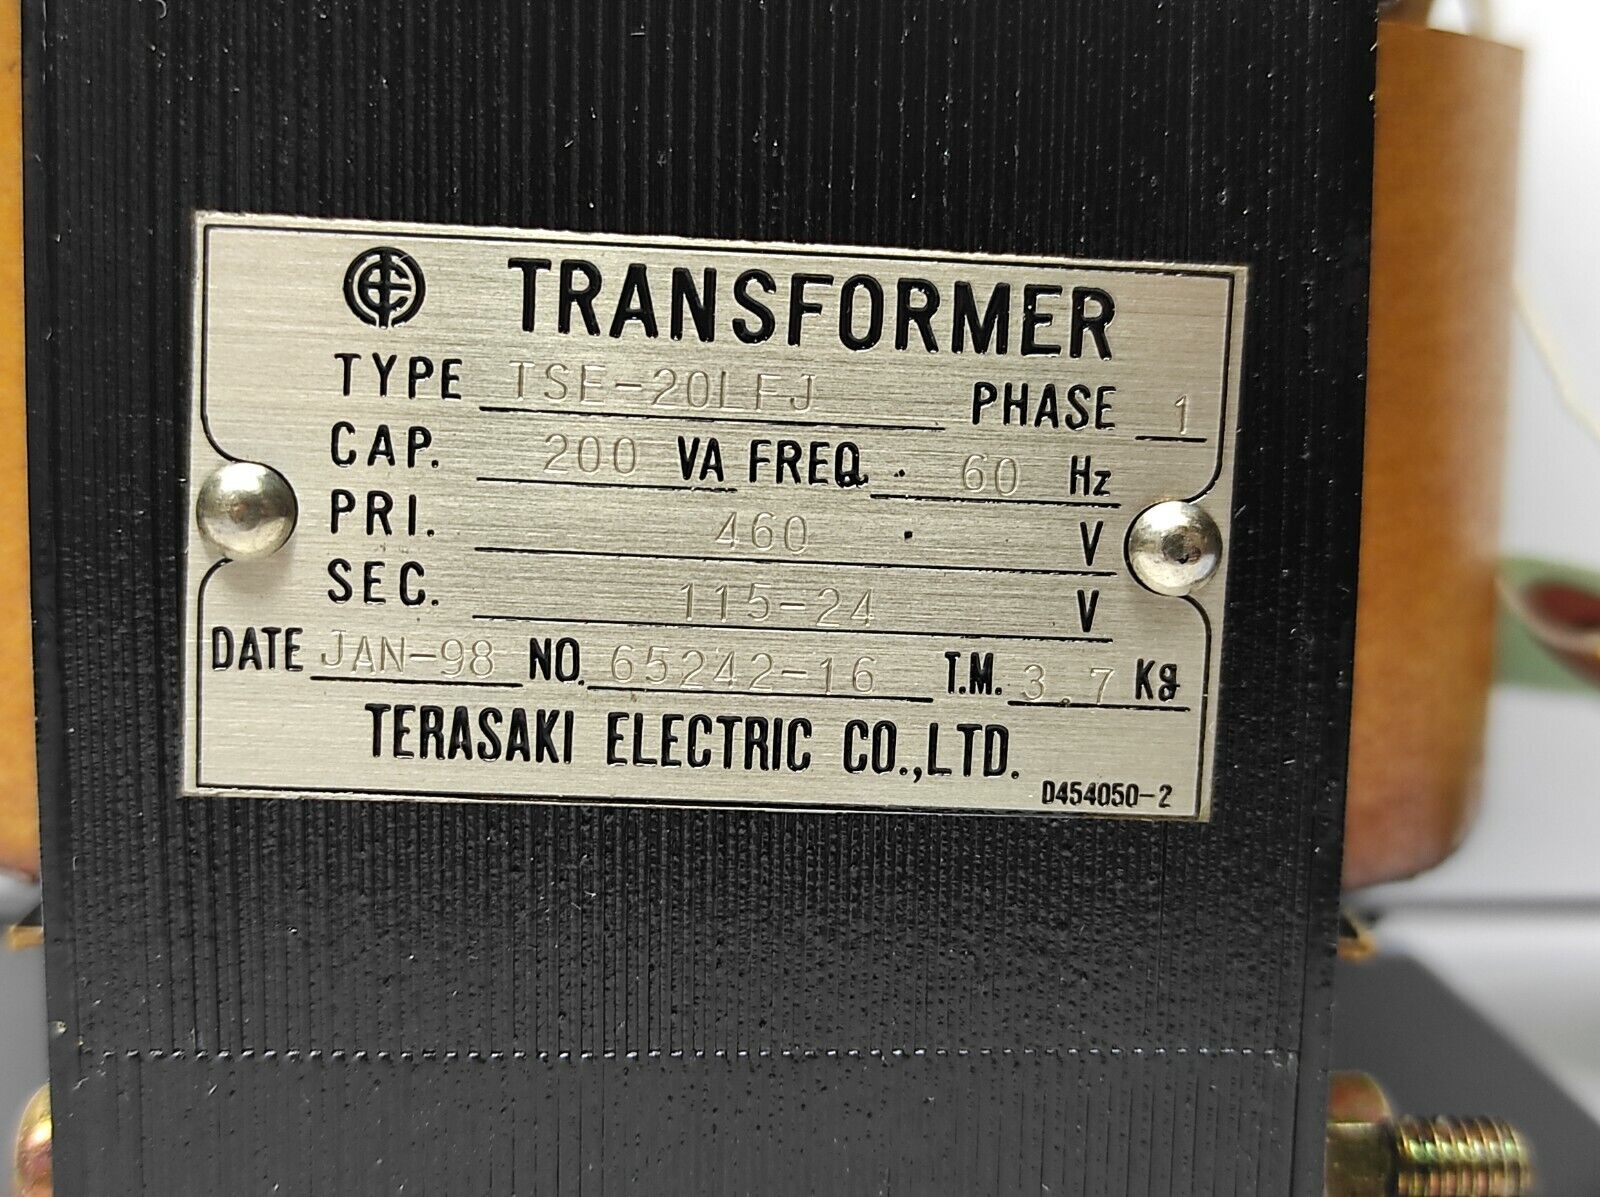 TRANSFORMER
TYPE TSE-20LFJ PHASE 1
CAP. 200 VA FREQ. 60 Hz
PRI. 460 V
SEC. 115-24 V
DATE JAN-98 NO. 65242-16 T.M. 3.7 Kg
TERASAKI ELECTRIC CO.,LTD.
D454050-2